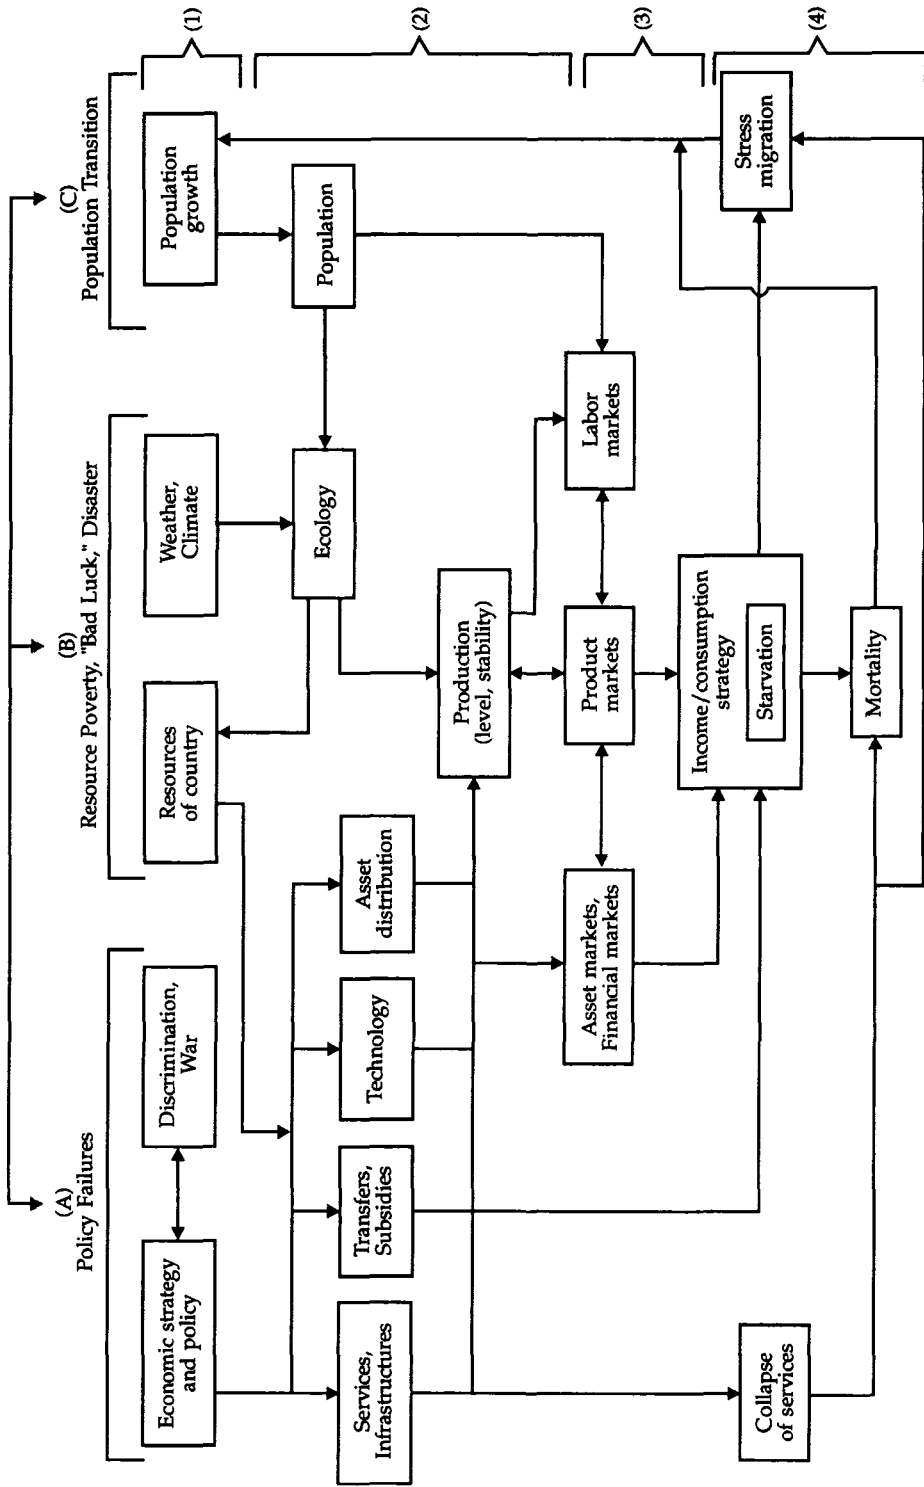 (A)
Policy Failures
(B)
Resource Poverty, "Bad Luck," Disaster
(C)
Population Transition
Economic strategy
and policy
Discrimination,
War
Resources
of country
Weather,
Climate
Population
growth
(1)
Services,
Infrastructures
Transfers,
Subsidies
Technology
Asset
distribution
Ecology
Population
(2)
Production
(level, stability)
Asset markets,
Financial markets
Product
markets
Labor
markets
(3)
Collapse
of services
Income/consumption
strategy
Starvation
Stress
migration
(4)
Mortality